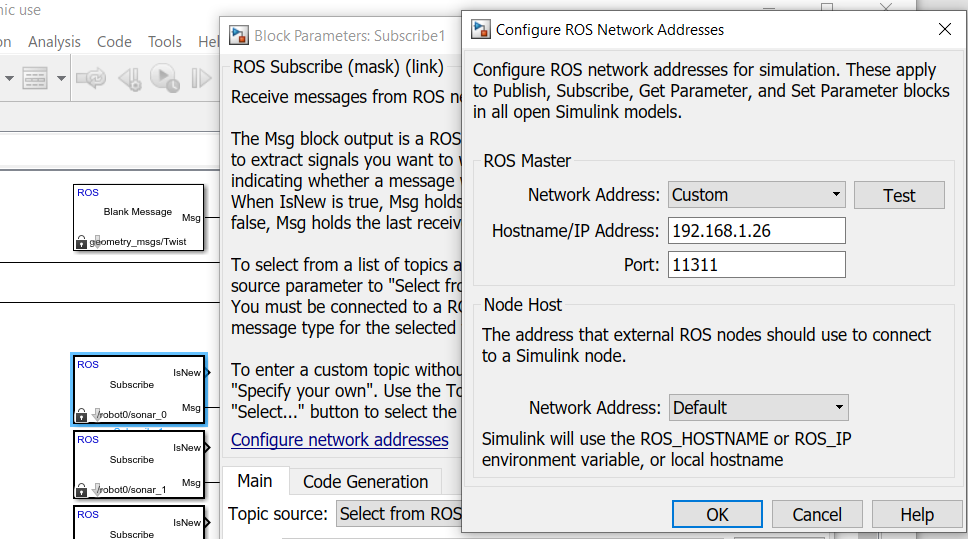 nic use
on Analysis Code Tools Hel
ROS
Blank Message
Msg
geometry_msgs/Twist
ROS
IsNew
Subscribe
Msg
/robot0/sonar_0
ROS
IsNew
Subscribe
Msg
/robot0/sonar_1
ROS
IsNew
Subscribe
Block Parameters: Subscribe1
ROS Subscribe (mask) (link)
Receive messages from ROS ne
The Msg block output is a ROS
to extract signals you want to w
indicating whether a message w
When IsNew is true, Msg holds
false, Msg holds the last receiv
To select from a list of topics a
source parameter to "Select fro
You must be connected to a RO
message type for the selected
To enter a custom topic withou
"Specify your own". Use the To
"Select..." button to select the
Configure network addresses
Main Code Generation
Topic source: Select from ROS
Configure ROS Network Addresses
Configure ROS network addresses for simulation. These apply
to Publish, Subscribe, Get Parameter, and Set Parameter blocks
in all open Simulink models.
ROS Master
Network Address: Custom Test
Hostname/IP Address: 192.168.1.26
Port: 11311
Node Host
The address that external ROS nodes should use to connect
to a Simulink node.
Network Address: Default
Simulink will use the ROS_HOSTNAME or ROS_IP
environment variable, or local hostname
OK Cancel Help